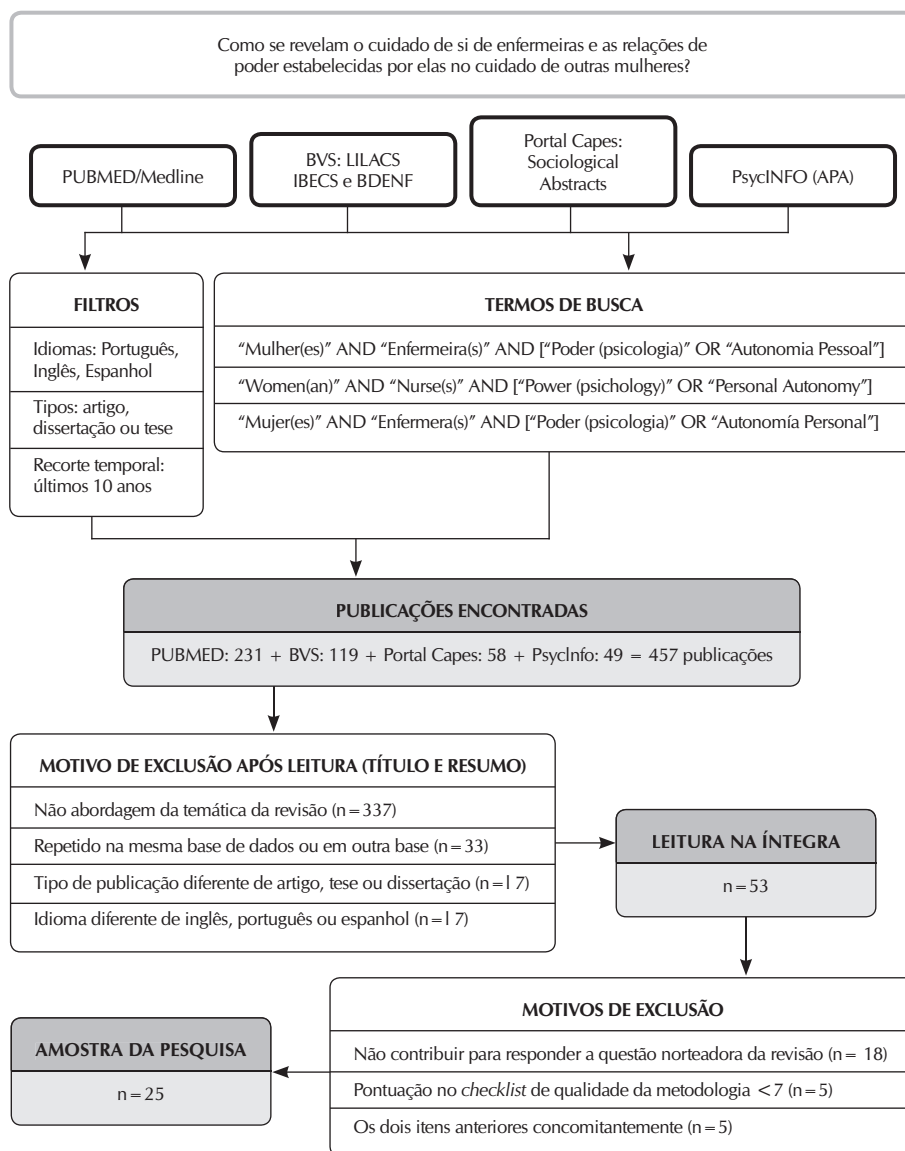 Como se revelam o cuidado de si de enfermeiras e as relações de
poder estabelecidas por elas no cuidado de outras mulheres?
PUBMED/Medline
BVS: LILACS
IBECS e BDENF
Portal Capes:
Sociological
Abstracts
PsycINFO (APA)
FILTROS
Idiomas: Português,
Inglês, Espanhol
Tipos: artigo,
dissertação ou tese
Recorte temporal:
últimos 10 anos
TERMOS DE BUSCA
“Mulher(es)” AND “Enfermeira(s)” AND [“Poder (psicologia)” OR “Autonomia Pessoal”]
“Women(an)” AND “Nurse(s)” AND [“Power (psichology)” OR “Personal Autonomy”]
“Mujer(es)” AND “Enfermera(s)” AND [“Poder (psicologia)” OR “Autonomía Personal”]
PUBLICAÇÕES ENCONTRADAS
PUBMED: 231 + BVS: 119 + Portal Capes: 58 + PsycInfo: 49 = 457 publicações
MOTIVO DE EXCLUSÃO APÓS LEITURA (TÍTULO E RESUMO)
Não abordagem da temática da revisão (n = 337)
Repetido na mesma base de dados ou em outra base (n = 33)
Tipo de publicação diferente de artigo, tese ou dissertação (n = l 7)
Idioma diferente de inglês, português ou espanhol (n = l 7)
LEITURA NA ÍNTEGRA
n = 53
MOTIVOS DE EXCLUSÃO
Não contribuir para responder a questão norteadora da revisão (n = 18)
Pontuação no checklist de qualidade da metodologia < 7 (n = 5)
Os dois itens anteriores concomitantemente (n = 5)
AMOSTRA DA PESQUISA
n = 25